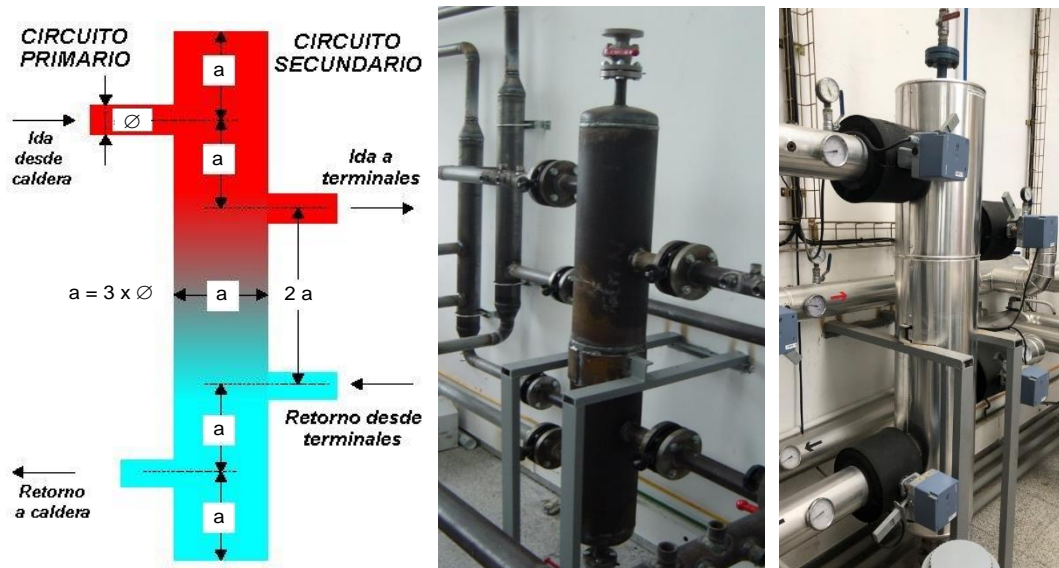 CIRCUITO
PRIMARIO
CIRCUITO
SECUNDARIO
a
∅
Ida
desde
caldera
a
Ida a
terminales
a = 3 x ∅
a
2 a
a
Retorno desde
terminales
Retorno
a caldera
a